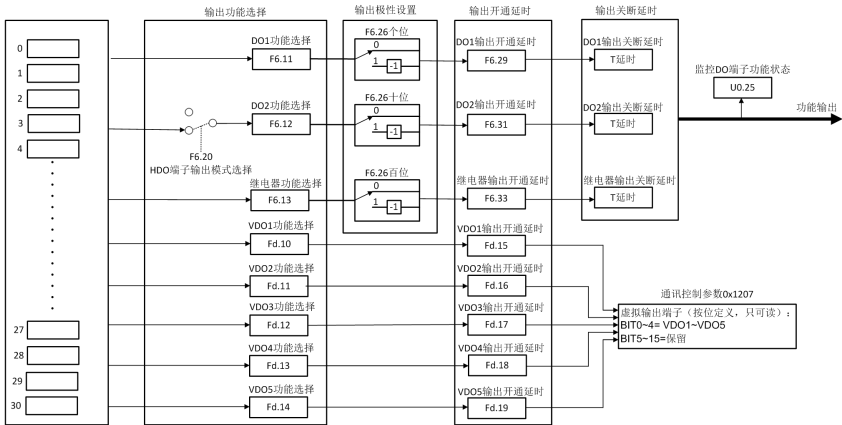 输出功能选择
输出极性设置
输出开通延时
输出关断延时
0
1
2
3
4
27
28
29
30
DO1功能选择
F6.11
DO2功能选择
F6.12
F6.20
HDO端子输出模式选择
继电器功能选择
F6.13
VDO1功能选择
Fd.10
VDO2功能选择
Fd.11
VDO3功能选择
Fd.12
VDO4功能选择
Fd.13
VDO5功能选择
Fd.14
F6.26个位
0
1
-1
F6.26十位
0
1
-1
F6.26百位
0
1
-1
DO1输出开通延时
F6.29
DO2输出开通延时
F6.31
继电器输出开通延时
F6.33
VDO1输出开通延时
Fd.15
VDO2输出开通延时
Fd.16
VDO3输出开通延时
Fd.17
VDO4输出开通延时
Fd.18
VDO5输出开通延时
Fd.19
DO1输出关断延时
T延时
DO2输出关断延时
T延时
继电器输出关断延时
T延时
监控DO端子功能状态
U0.25
功能输出
通讯控制参数0x1207
虚拟输出端子（按位定义，只可读）：
BIT0~4= VDO1~VDO5
BIT5~15=保留